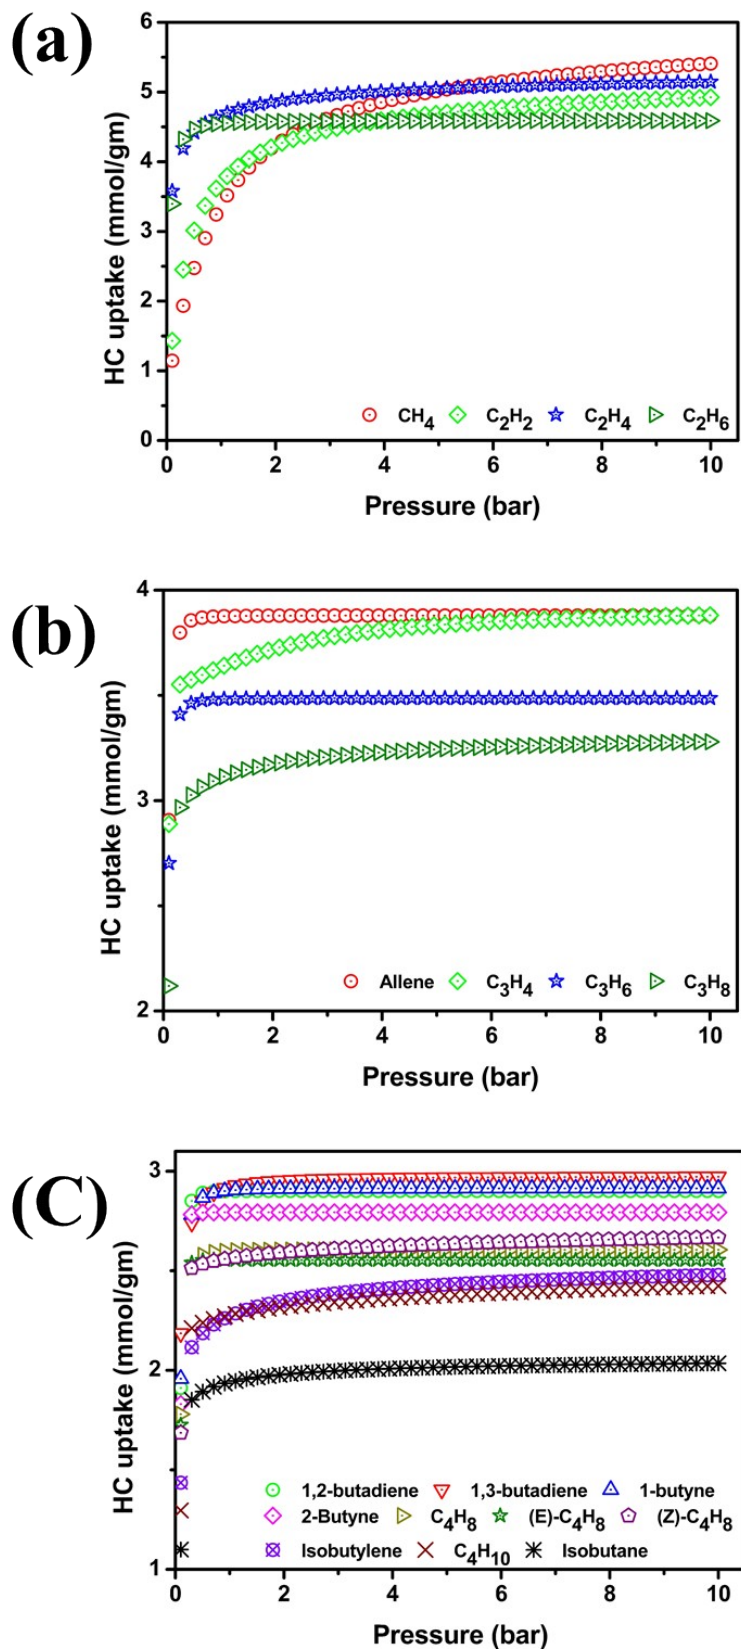 (a)
6
5
4
3
2
1
0
HC uptake (mmol/gm)
CH4 C2H2 C2H4 C2H6
0 2 4 6 8 10
Pressure (bar)
(b)
4
3
2
HC uptake (mmol/gm)
Allene C3H4 C3H6 C3H8
0 2 4 6 8 10
Pressure (bar)
(C)
3
2
1
HC uptake (mmol/gm)
1,2-butadiene 1,3-butadiene 1-butyne
2-Butyne C4H8 (E)-C4H8 (Z)-C4H8
Isobutylene C4H10 Isobutane
0 2 4 6 8 10
Pressure (bar)